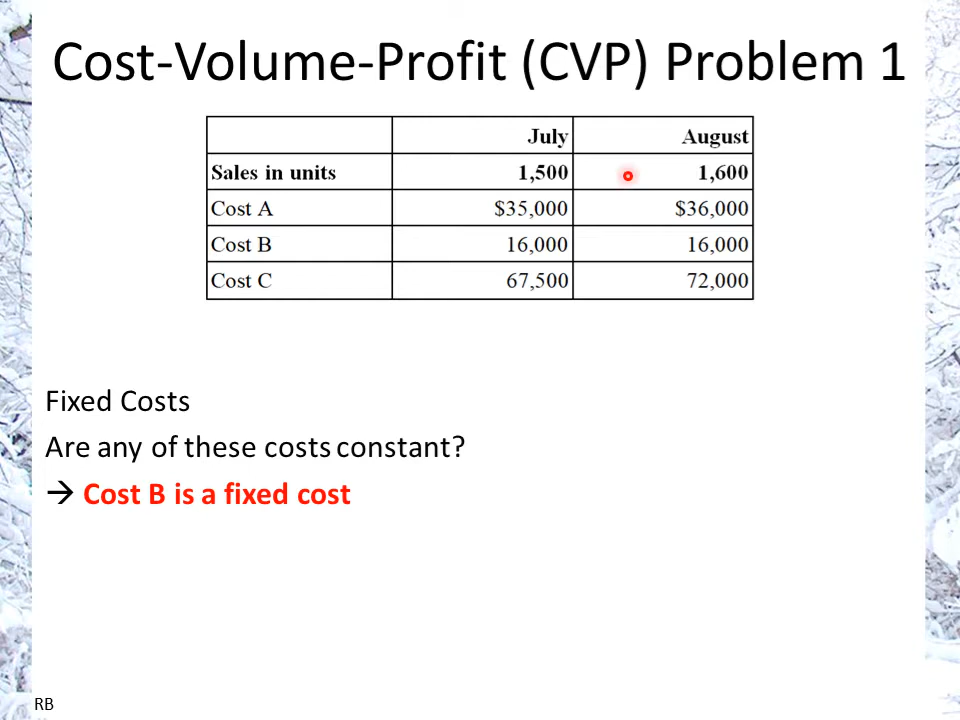 Cost-Volume-Profit (CVP) Problem 1
July August
Sales in units 1,500 1,600
Cost A $35,000 $36,000
Cost B 16,000 16,000
Cost C 67,500 72,000
Fixed Costs
Are any of these costs constant?
→ Cost B is a fixed cost
RB